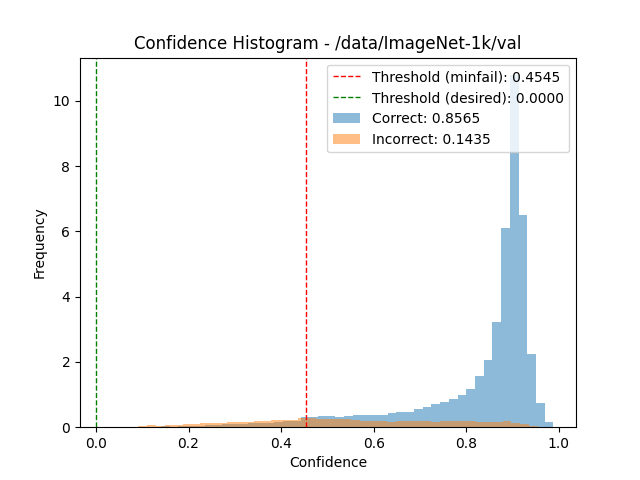 Confidence Histogram - /data/ImageNet-1k/val
Threshold (minfail): 0.4545
Threshold (desired): 0.0000
Correct: 0.8565
Incorrect: 0.1435
Frequency
10
8
6
4
2
0
0.0 0.2 0.4 0.6 0.8 1.0
Confidence